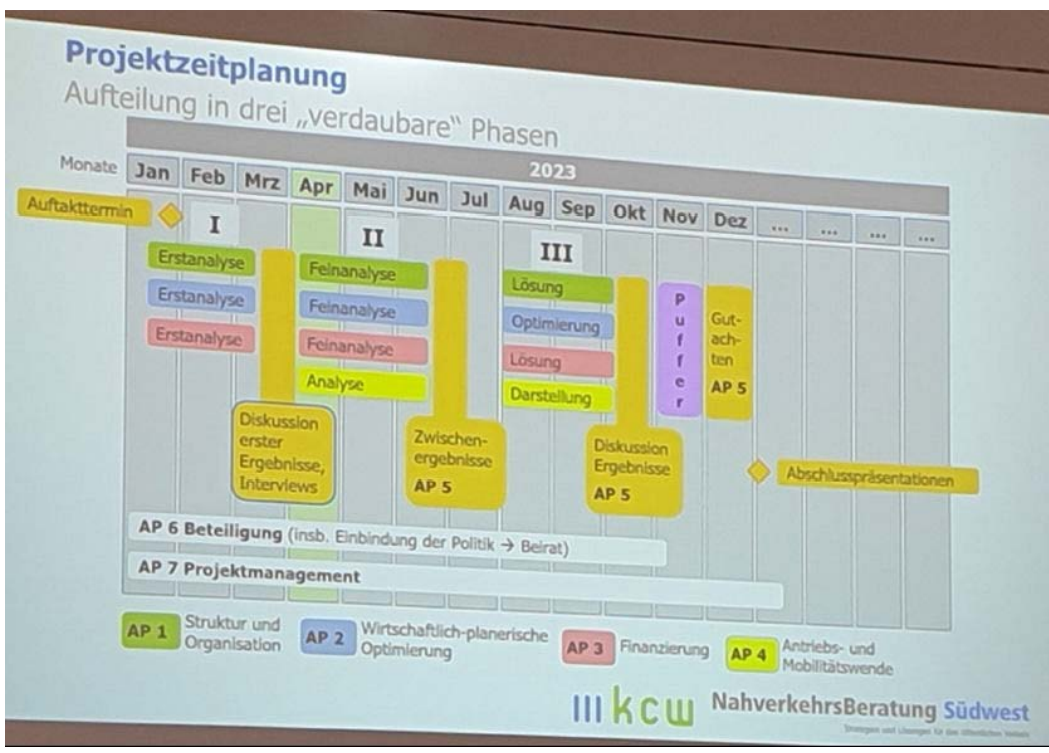 Projektzeitplanung
Aufteilung in drei „verdaubare“ Phasen
2023
Monate Jan Feb Mrz Apr Mai Jun Jul Aug Sep Okt Nov Dez ... ... ... ...
Auftakttermin
I II III
Erstanalyse Feinanalyse Lösung
Erstanalyse Feinanalyse Optimierung
Erstanalyse Feinanalyse Lösung
Analyse Darstellung
Puffer
Gut-
ach-
ten
AP 5
Diskussion
erster
Ergebnisse,
Interviews
Zwischen-
ergebnisse
AP 5
Diskussion
Ergebnisse
AP 5
Abschlusspräsentationen
AP 6 Beteiligung (insb. Einbindung der Politik → Beirat)
AP 7 Projektmanagement
AP 1 Struktur und
Organisation
AP 2 Wirtschaftlich-planerische
Optimierung
AP 3 Finanzierung
AP 4 Antriebs- und
Mobilitätswende
kcw NahverkehrsBeratung Südwest